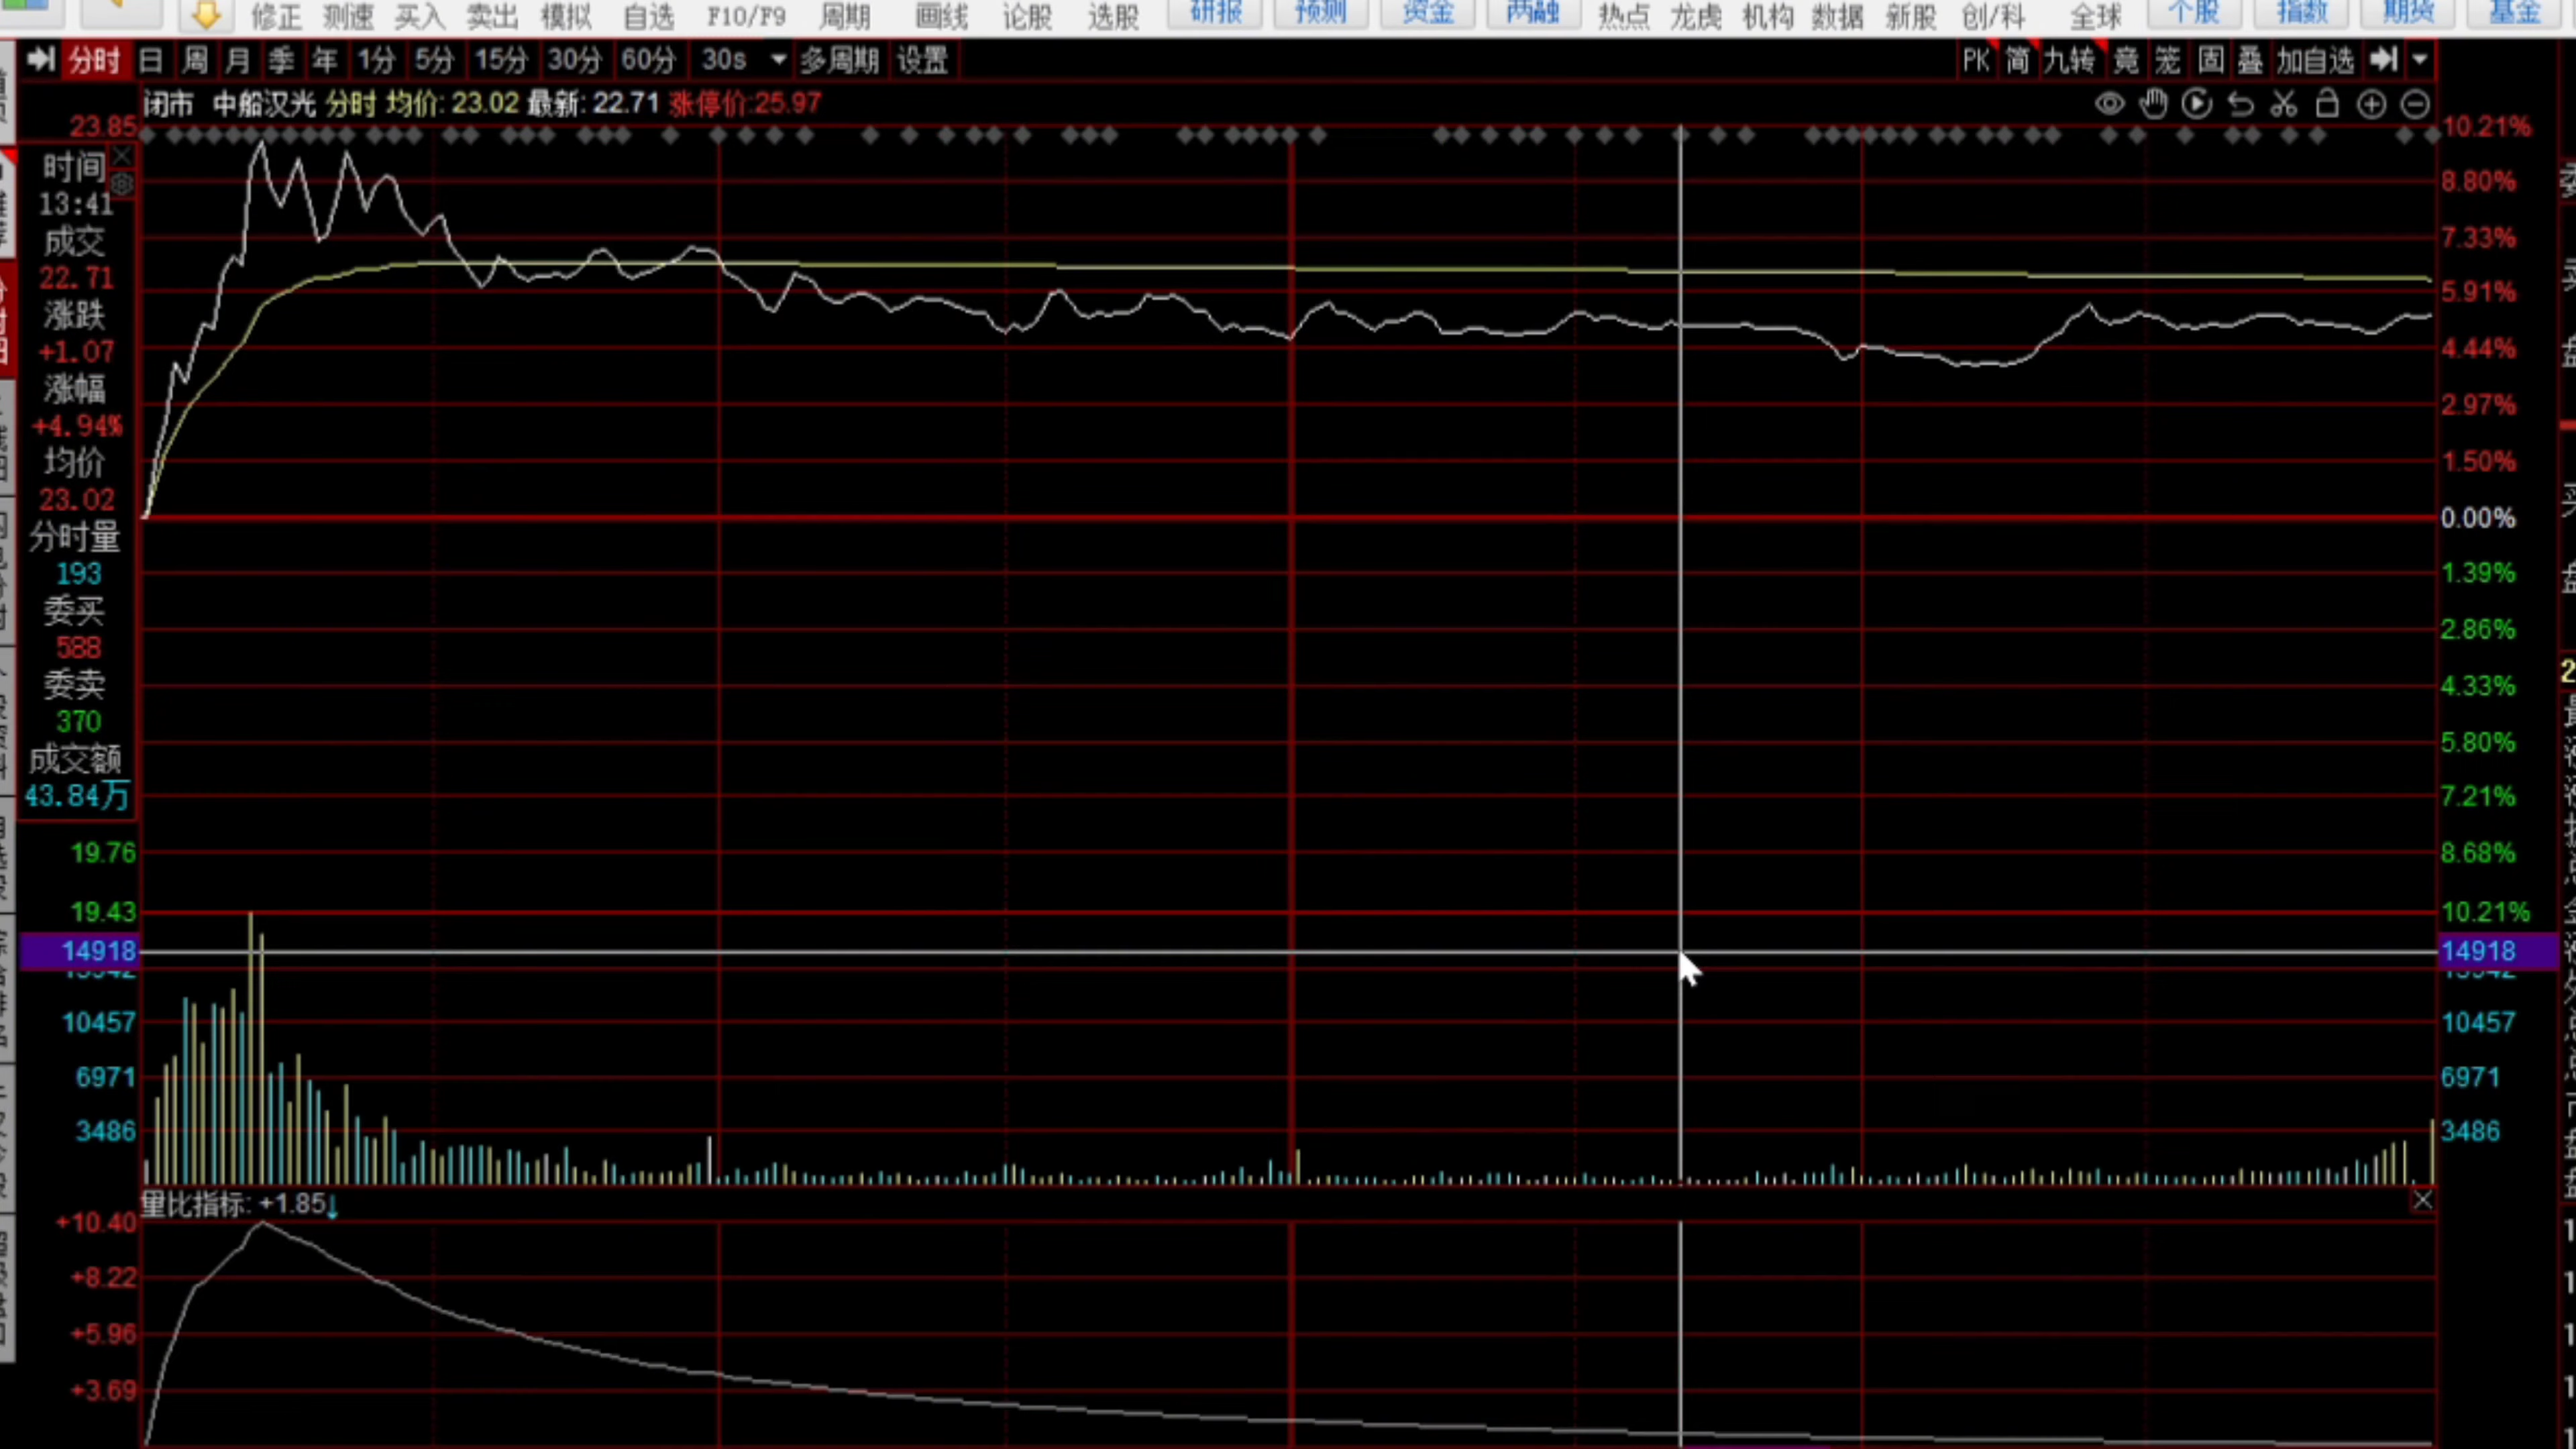 修正 测速 买入 卖出 模拟 自选 F10/F9 周期 画线 论股 选股 研报 预测 资金 两融 热点 龙虎 机构 数据 新股 创/科 全球 个股 指数 期货 基金
分时 日 周 月 季 年 1分 5分 15分 30分 60分 30s 多周期 设置 PK 简 九转 竟 笼 固 叠 加自选
闭市 中船汉光 分时 均价: 23.02 最新: 22.71 涨停价:25.97
23.85 10.21%
时间
13:41
成交
22.71
涨跌
+1.07
涨幅
+4.94%
均价
23.02
分时量
193
委买
588
委卖
370
成交额
43.84万
8.80%
7.33%
5.91%
4.44%
2.97%
1.50%
0.00%
1.39%
2.86%
4.33%
5.80%
7.21%
19.76 8.68%
19.43 10.21%
14918 14918
10457 10457
6971 6971
3486 3486
量比指标: +1.85↓
+10.40
+8.22
+5.96
+3.69